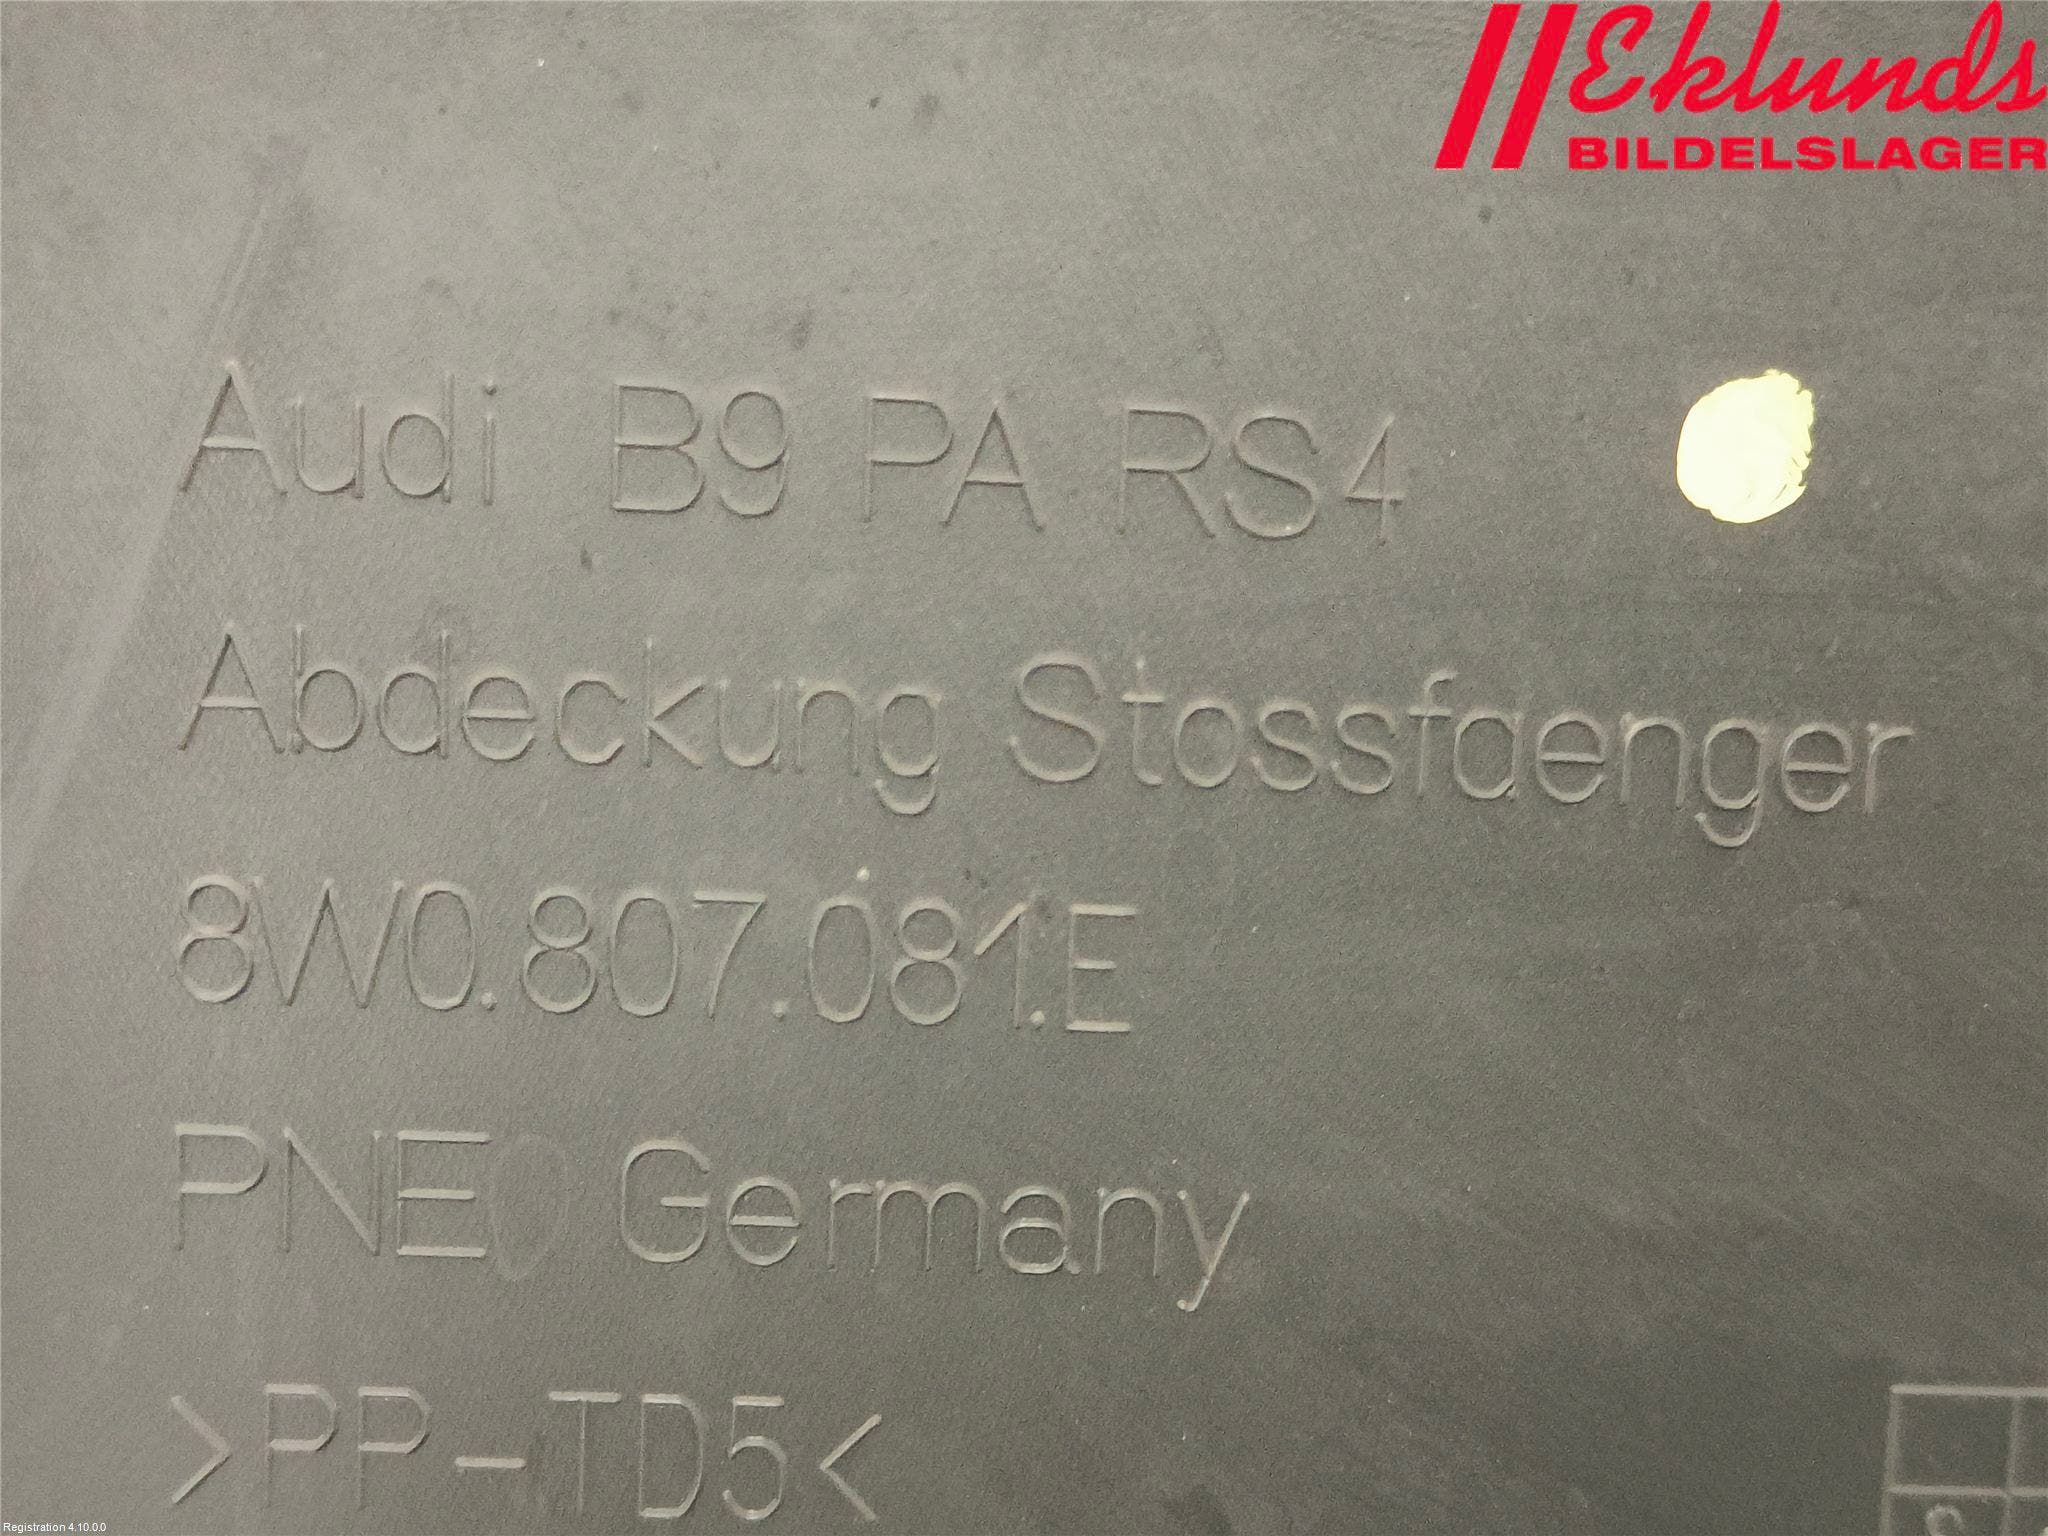 Eklunds
BILDELSLAGER
Audi B9 PA RS4
Abdeckung Stossfaenger
8W0.807.081.E
PNE Germany
>PP-TD5<
Registration 4.10.0.0